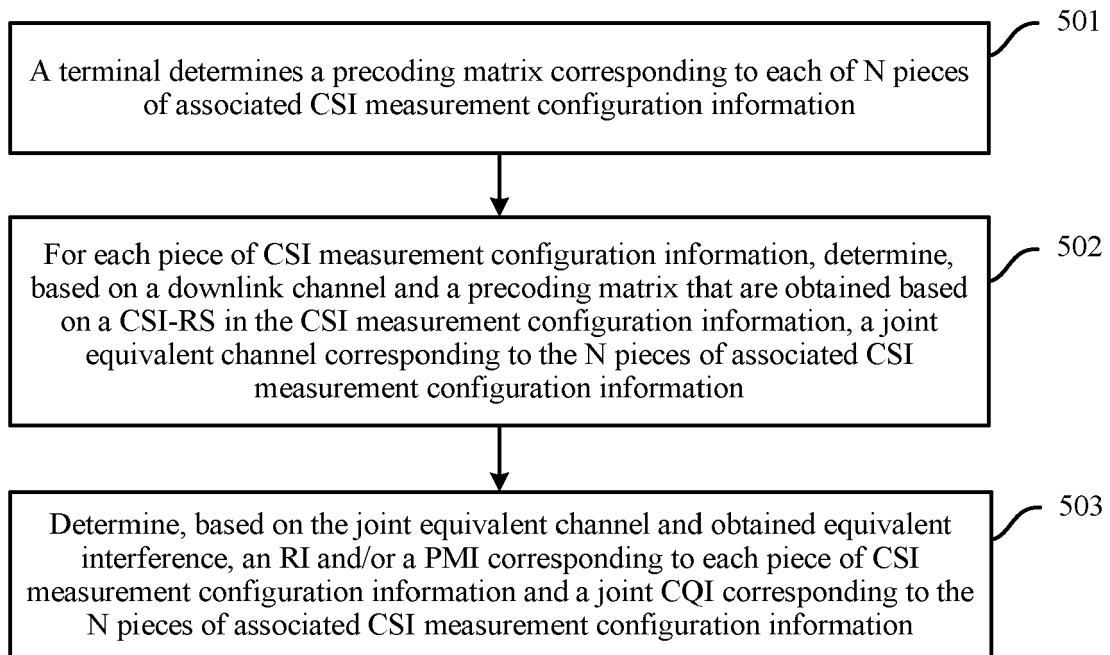 501
A terminal determines a precoding matrix corresponding to each of N pieces
of associated CSI measurement configuration information
502
For each piece of CSI measurement configuration information, determine,
based on a downlink channel and a precoding matrix that are obtained based
on a CSI-RS in the CSI measurement configuration information, a joint
equivalent channel corresponding to the N pieces of associated CSI
measurement configuration information
503
Determine, based on the joint equivalent channel and obtained equivalent
interference, an RI and/or a PMI corresponding to each piece of CSI
measurement configuration information and a joint CQI corresponding to the
N pieces of associated CSI measurement configuration information